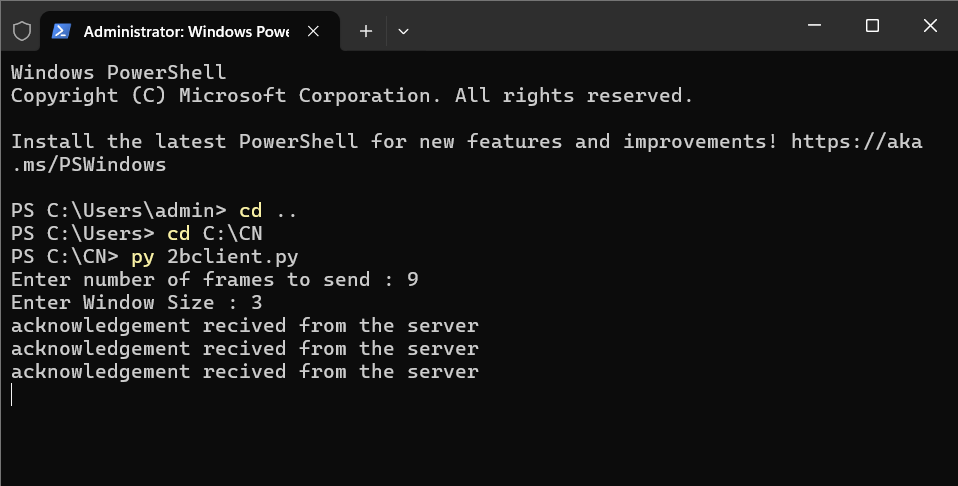 Administrator: Windows Powe
Windows PowerShell
Copyright (C) Microsoft Corporation. All rights reserved.
Install the latest PowerShell for new features and improvements! https://aka
.ms/PSWindows
PS C:\Users\admin> cd ..
PS C:\Users> cd C:\CN
PS C:\CN> py 2bclient.py
Enter number of frames to send : 9
Enter Window Size : 3
acknowledgement recived from the server
acknowledgement recived from the server
acknowledgement recived from the server